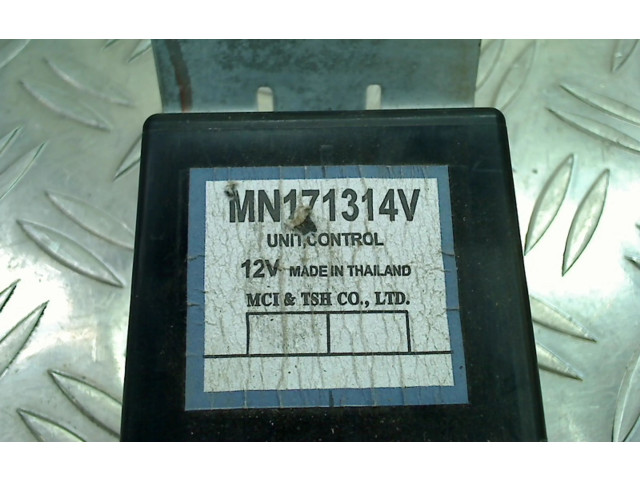 MN171314V
UNIT,CONTROL
12V MADE IN THAILAND
MCI & TSH CO., LTD.